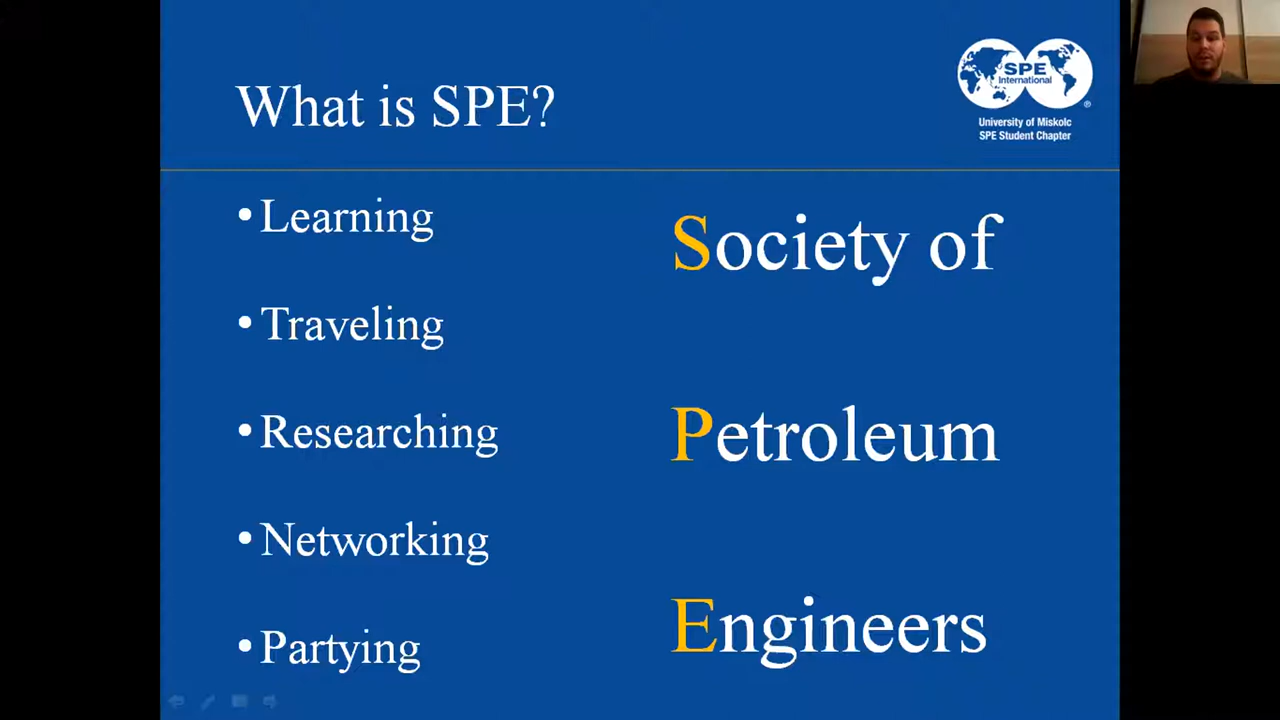 What is SPE?
SPE
International
University of Miskolc
SPE Student Chapter
•Learning
•Traveling
•Researching
•Networking
•Partying
Society of
Petroleum
Engineers